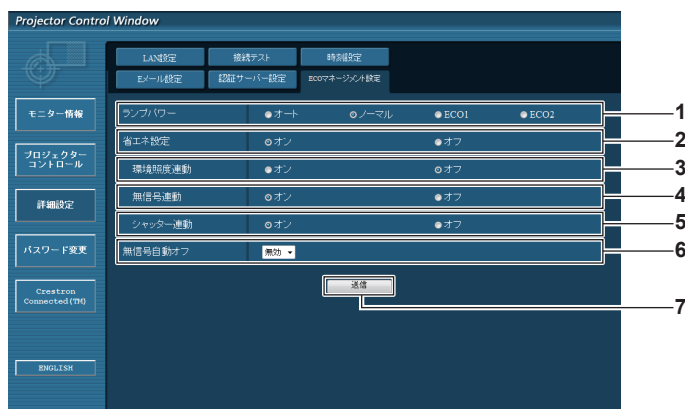 Projector Control Window
LAN設定 接続テスト 時刻設定
Eメール設定 認証サーバー設定 ECOマネージメント設定
モニター情報
プロジェクター
コントロール
詳細設定
パスワード変更
Crestron
Connected(TM)
ENGLISH
ランプパワー オート ノーマル ECO1 ECO2 1
省エネ設定 オン オフ 2
環境照度連動 オン オフ 3
無信号連動 オン オフ 4
シャッター連動 オン オフ 5
無信号自動オフ 無効 6
送信 7